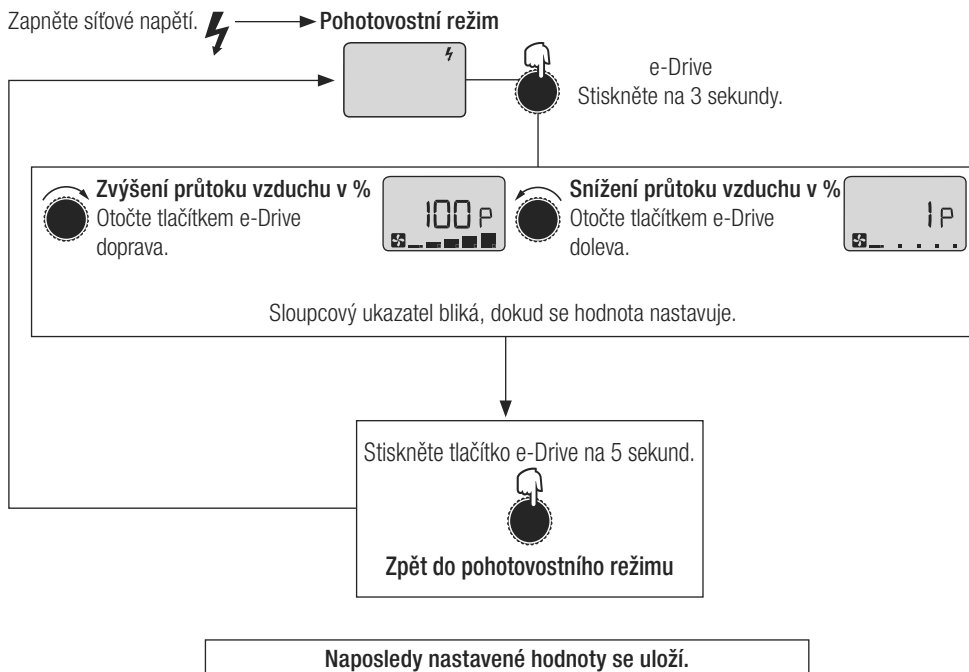 Zapněte síťové napětí.
Pohotovostní režim
e-Drive
Stiskněte na 3 sekundy.
Zvýšení průtoku vzduchu v %
Otočte tlačítkem e-Drive
doprava.
100 P
Snížení průtoku vzduchu v %
Otočte tlačítkem e-Drive
doleva.
1 P
Sloupcový ukazatel bliká, dokud se hodnota nastavuje.
Stiskněte tlačítko e-Drive na 5 sekund.
Zpět do pohotovostního režimu
Naposledy nastavené hodnoty se uloží.